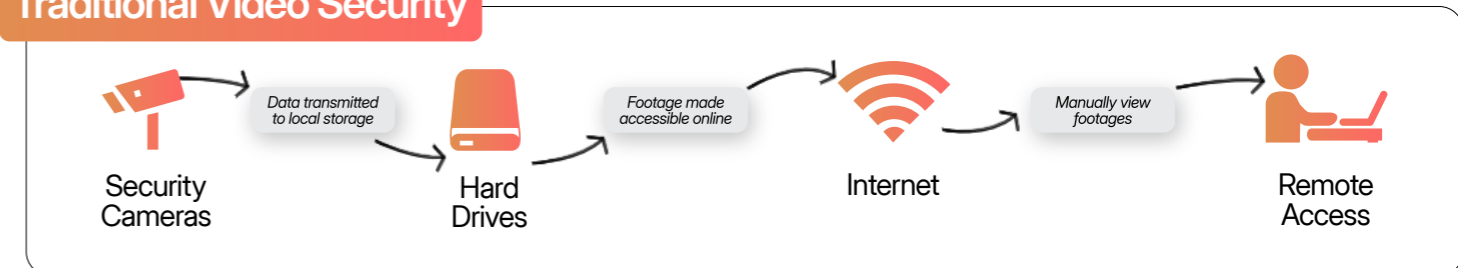 Traditional Video Security
Data transmitted
to local storage
Footage made
accessible online
Manually view
footages
Security
Cameras
Hard
Drives
Internet
Remote
Access